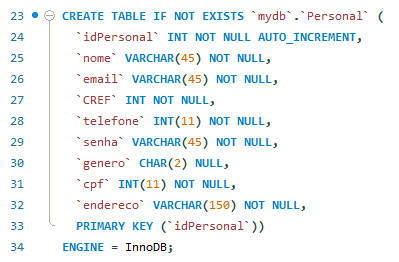 23 CREATE TABLE IF NOT EXISTS `mydb`.`Personal` (
24 `idPersonal` INT NOT NULL AUTO_INCREMENT,
25 `nome` VARCHAR(45) NOT NULL,
26 `email` VARCHAR(45) NOT NULL,
27 `CREF` INT NOT NULL,
28 `telefone` INT(11) NOT NULL,
29 `senha` VARCHAR(45) NOT NULL,
30 `genero` CHAR(2) NULL,
31 `cpf` INT(11) NOT NULL,
32 `endereco` VARCHAR(150) NOT NULL,
33 PRIMARY KEY (`idPersonal`))
34 ENGINE = InnoDB;